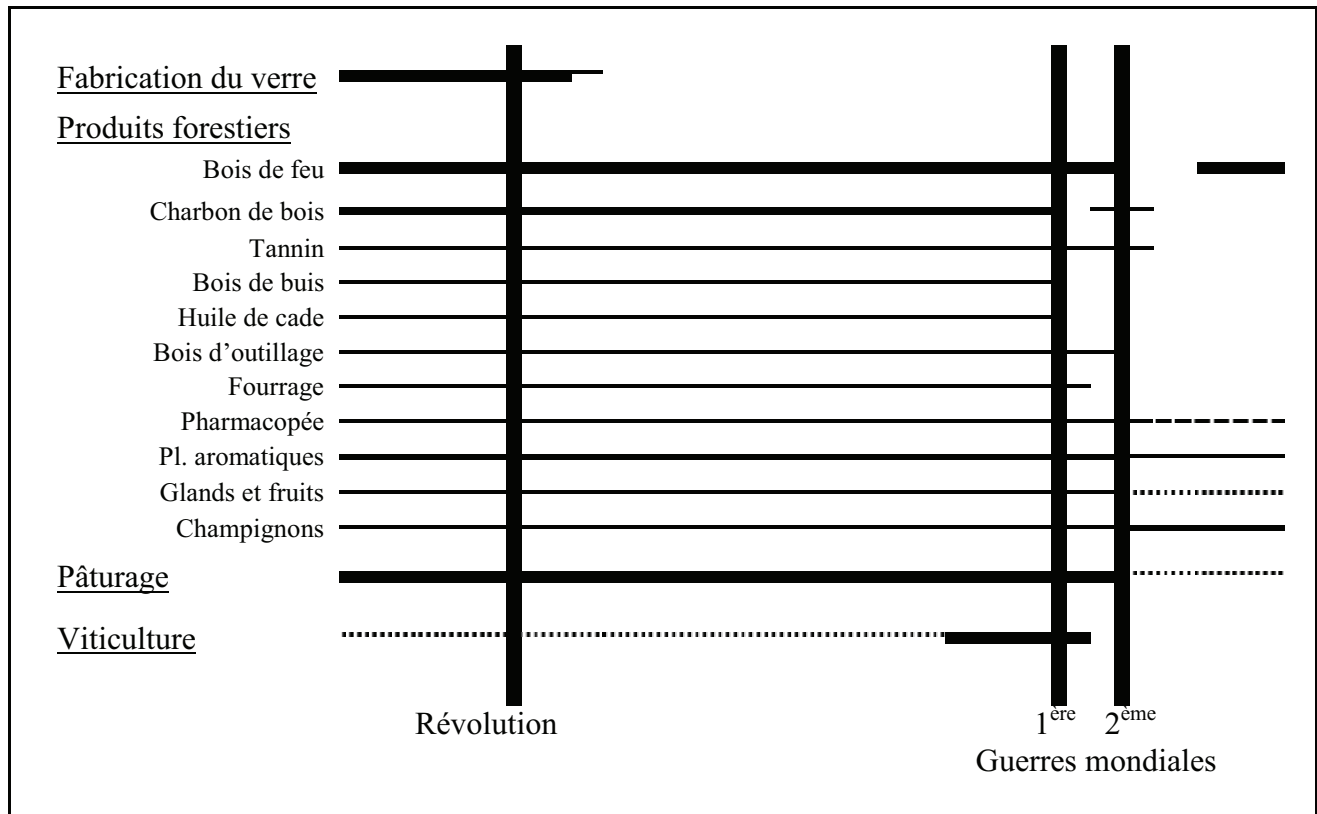 Fabrication du verre
Produits forestiers
Bois de feu
Charbon de bois
Tannin
Bois de buis
Huile de cade
Bois d’outillage
Fourrage
Pharmacopée
Pl. aromatiques
Glands et fruits
Champignons
Pâturage
Viticulture
Révolution 1ère 2ème
Guerres mondiales